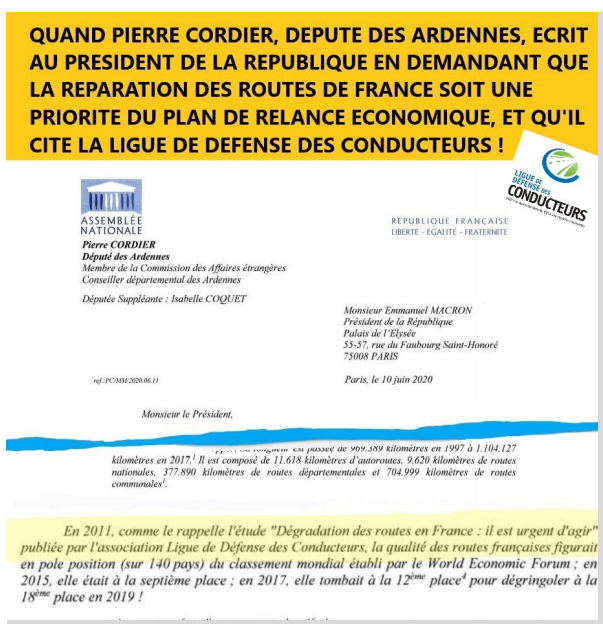 QUAND PIERRE CORDIER, DEPUTE DES ARDENNES, ECRIT
AU PRESIDENT DE LA REPUBLIQUE EN DEMANDANT QUE
LA REPARATION DES ROUTES DE FRANCE SOIT UNE
PRIORITE DU PLAN DE RELANCE ECONOMIQUE, ET QU'IL
CITE LA LIGUE DE DEFENSE DES CONDUCTEURS !
LIGUE DE
DÉFENSE DES
CONDUCTEURS
ASSEMBLÉE
NATIONALE
RÉPUBLIQUE FRANÇAISE
LIBERTÉ - ÉGALITÉ - FRATERNITÉ
Pierre CORDIER
Député des Ardennes
Membre de la Commission des Affaires étrangères
Conseiller départemental des Ardennes
Députée Suppléante : Isabelle COQUET
Monsieur Emmanuel MACRON
Président de la République
Palais de l'Elysée
55-57, rue du Faubourg Saint-Honoré
75008 PARIS
ref :PC/MM/2020.06.11
Paris, le 10 juin 2020
Monsieur le Président,
longueur est passée de 969.389 kilomètres en 1997 à 1.104.127
kilomètres en 2017.¹ Il est composé de 11.618 kilomètres d'autoroutes, 9.620 kilomètres de routes
nationales, 377.890 kilomètres de routes départementales et 704.999 kilomètres de routes
communales¹.
En 2011, comme le rappelle l'étude "Dégradation des routes en France : il est urgent d'agir"
publiée par l'association Ligue de Défense des Conducteurs, la qualité des routes françaises figurait
en pole position (sur 140 pays) du classement mondial établi par le World Economic Forum ; en
2015, elle était à la septième place ; en 2017, elle tombait à la 12ème place⁴ pour dégringoler à la
18ème place en 2019 !